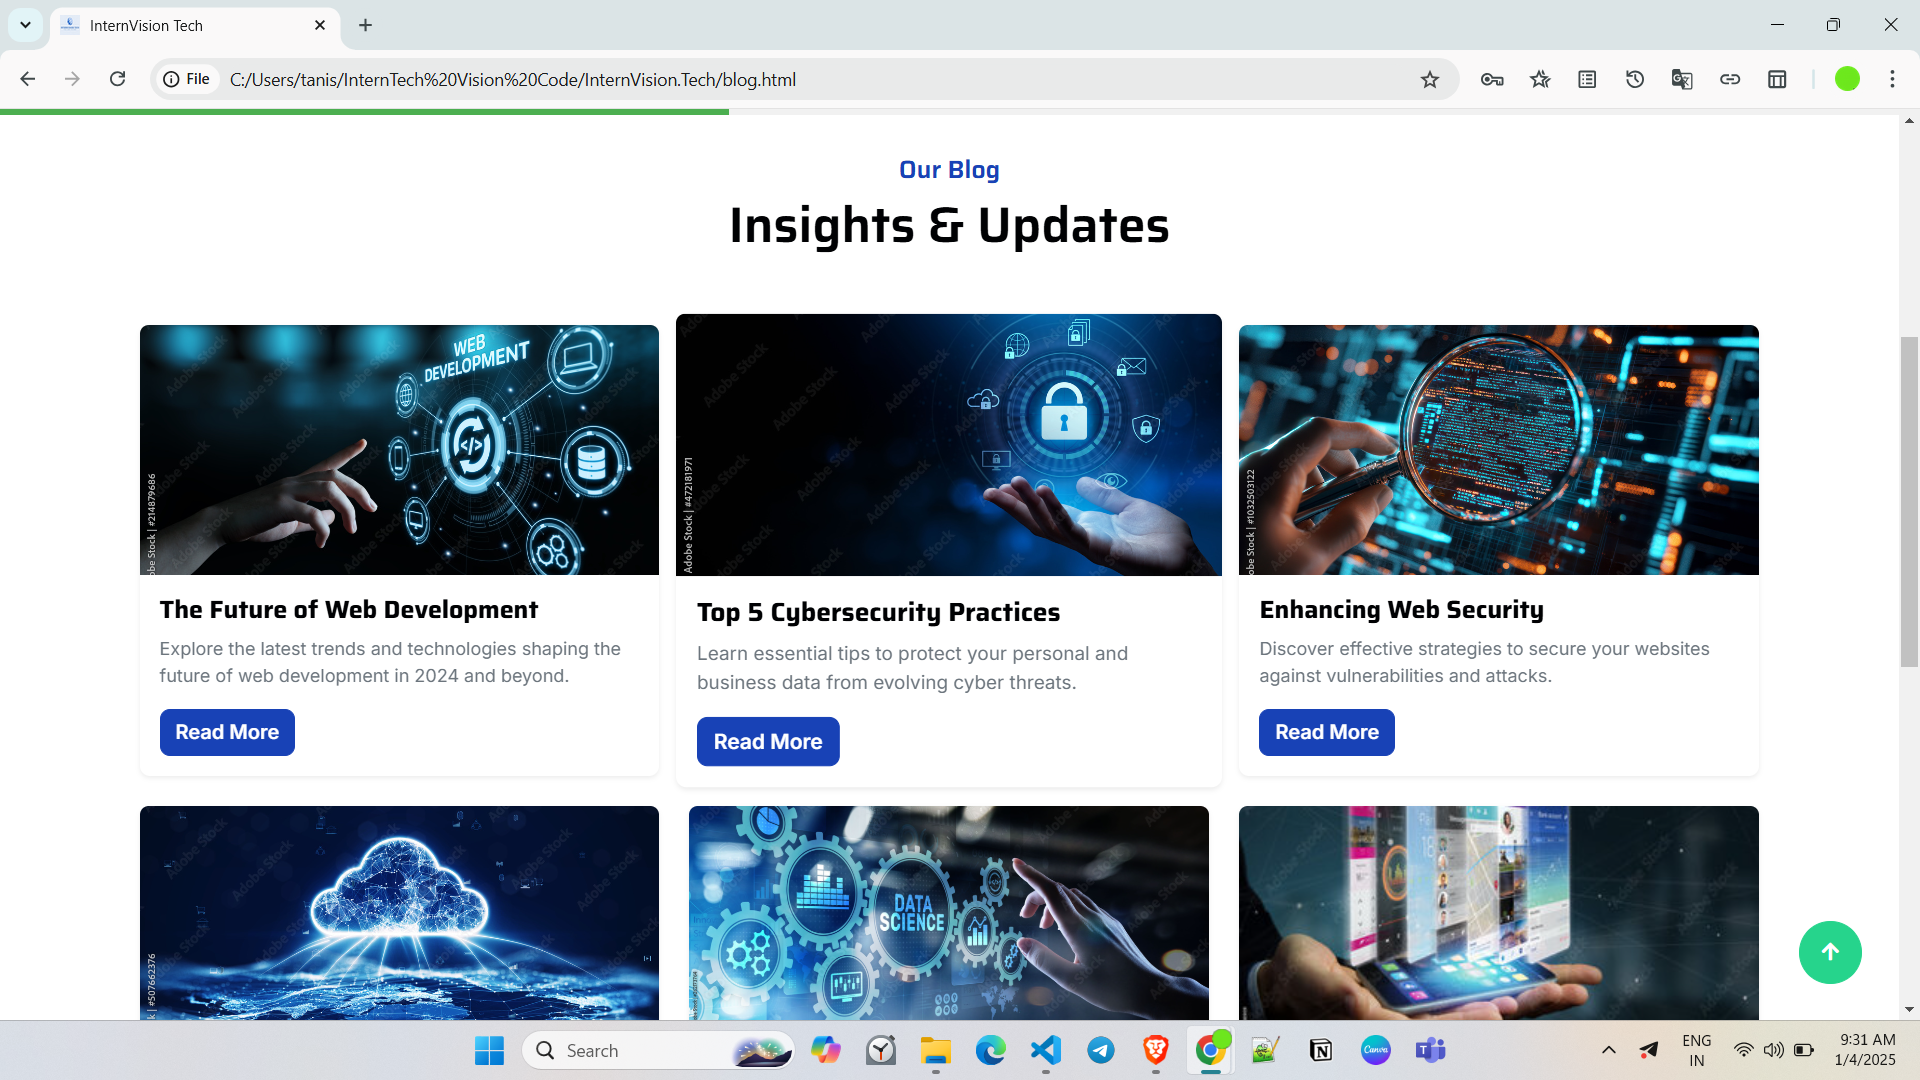 InternVision Tech
File
C:/Users/tanis/InternTech%20Vision%20Code/InternVision.Tech/blog.html
Our Blog
Insights & Updates
WEB
DEVELOPMENT
</>
Adobe Stock
obe Stock | #214879686
Adobe Stock | #472181971
obe Stock | #1032503122
The Future of Web Development
Explore the latest trends and technologies shaping the
future of web development in 2024 and beyond.
Read More
Top 5 Cybersecurity Practices
Learn essential tips to protect your personal and
business data from evolving cyber threats.
Read More
Enhancing Web Security
Discover effective strategies to secure your websites
against vulnerabilities and attacks.
Read More
k | #507662376
DATA
SCIENCE
Search
Canva
ENG
IN
9:31 AM
1/4/2025